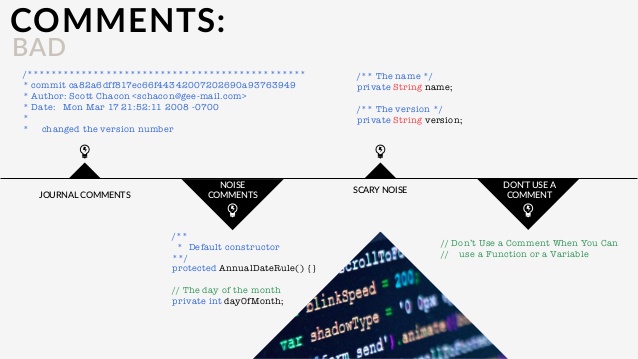 COMMENTS:
BAD
/***********************************************
* commit ca82a6dff817ec66f44342007202690a93763949
* Author: Scott Chacon <schacon@gee-mail.com>
* Date:   Mon Mar 17 21:52:11 2008 -0700
*
*     changed the version number
/** The name */
private String name;
/** The version */
private String version;
JOURNAL COMMENTS
NOISE
COMMENTS
SCARY NOISE
DON'T USE A
COMMENT
/**
 *  Default constructor
**/
protected AnnualDateRule() {}
// The day of the month
private int dayOfMonth;
// Don't Use a Comment When You Can
//    use a Function or a Variable
scrollToFo
blinkSpeed = 200;
var shadowType = '0 0px
.animate(
form send')